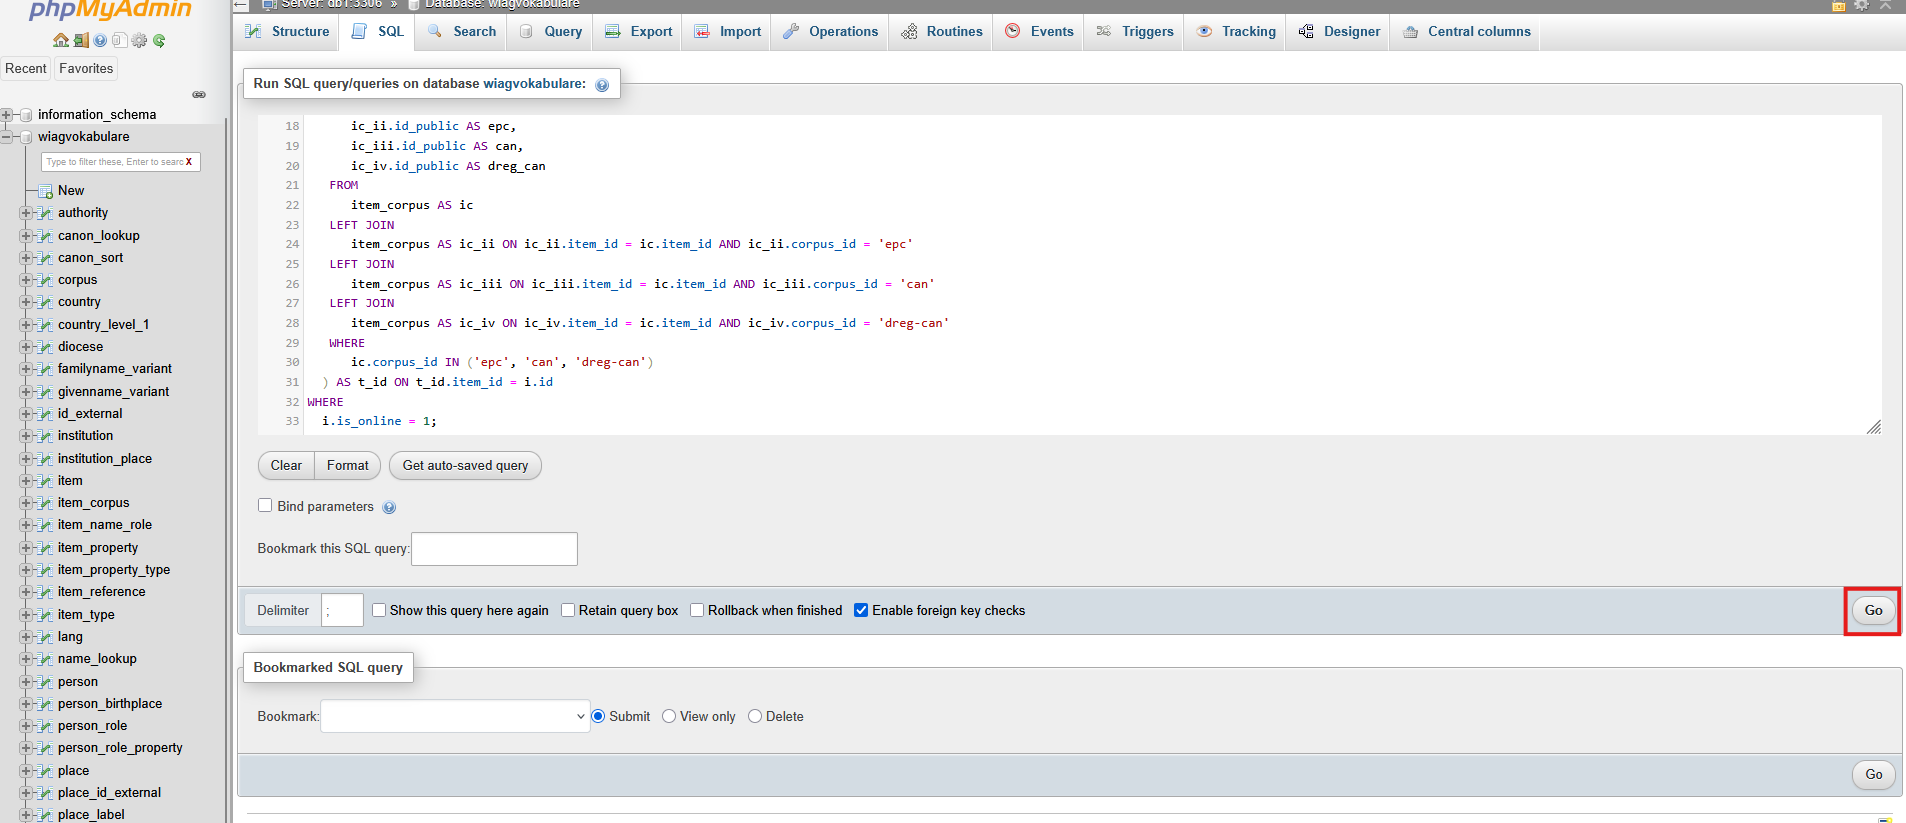 phpMyAdmin
Recent
Favorites
information_schema
wiagvokabulare
Type to filter these, Enter to searc X
New
authority
canon_lookup
canon_sort
corpus
country
country_level_1
diocese
familyname_variant
givenname_variant
id_external
institution
institution_place
item
item_corpus
item_name_role
item_property
item_property_type
item_reference
item_type
lang
name_lookup
person
person_birthplace
person_role
person_role_property
place
place_id_external
place_label
Server: db1:3306 » Database: wiagvokabulare
Structure
SQL
Search
Query
Export
Import
Operations
Routines
Events
Triggers
Tracking
Designer
Central columns
Run SQL query/queries on database wiagvokabulare:
18 ic_ii.id_public AS epc,
19 ic_iii.id_public AS can,
20 ic_iv.id_public AS dreg_can
21 FROM
22 item_corpus AS ic
23 LEFT JOIN
24 item_corpus AS ic_ii ON ic_ii.item_id = ic.item_id AND ic_ii.corpus_id = 'epc'
25 LEFT JOIN
26 item_corpus AS ic_iii ON ic_iii.item_id = ic.item_id AND ic_iii.corpus_id = 'can'
27 LEFT JOIN
28 item_corpus AS ic_iv ON ic_iv.item_id = ic.item_id AND ic_iv.corpus_id = 'dreg-can'
29 WHERE
30 ic.corpus_id IN ('epc', 'can', 'dreg-can')
31 ) AS t_id ON t_id.item_id = i.id
32 WHERE
33 i.is_online = 1;
Clear
Format
Get auto-saved query
Bind parameters
Bookmark this SQL query:
Delimiter ;
Show this query here again
Retain query box
Rollback when finished
Enable foreign key checks
Go
Bookmarked SQL query
Bookmark:
Submit
View only
Delete
Go